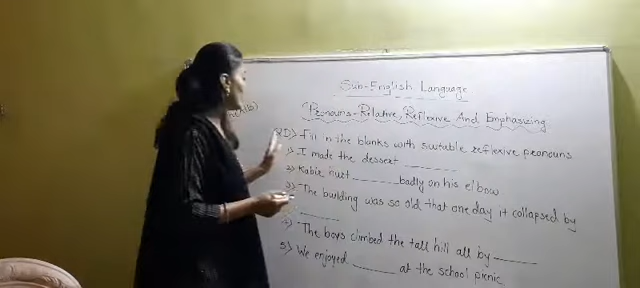 Sub-English Language
Pronouns-Relative, Reflexive And Emphasizing
Fill in the blanks with suitable reflexive pronouns
1) I made the dessert ______
2) Kabir hurt ______ badly on his elbow
3) The building was so old that one day it collapsed by
______
4) The boys climbed the tall hill all by ______
5) We enjoyed ______ at the school picnic